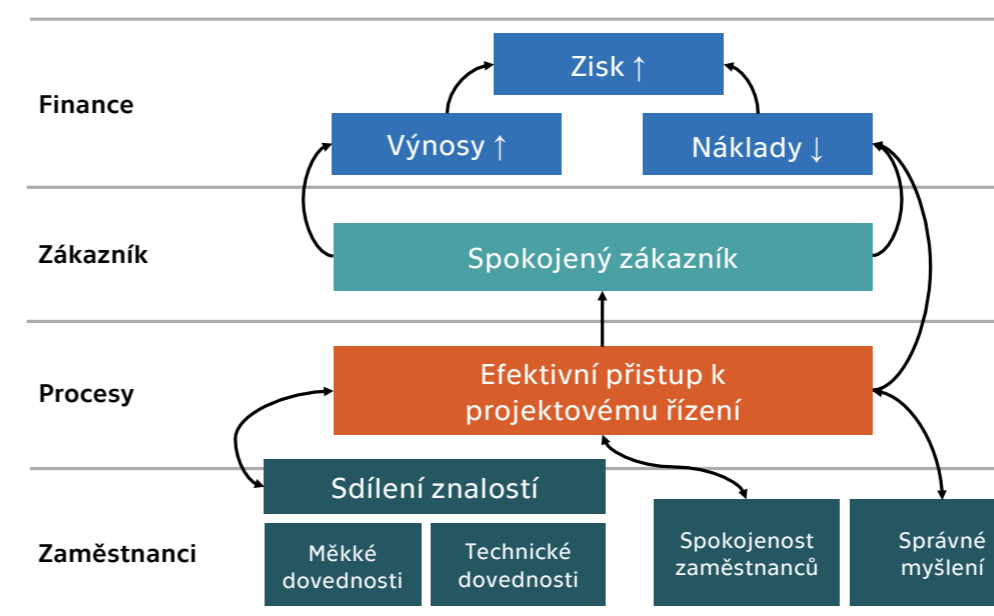 Zisk ↑
Finance
Výnosy ↑
Náklady ↓
Zákazník
Spokojený zákazník
Procesy
Efektivní přistup k
projektovému řízení
Sdílení znalostí
Zaměstnanci
Měkké
dovednosti
Technické
dovednosti
Spokojenost
zaměstnanců
Správné
myšlení